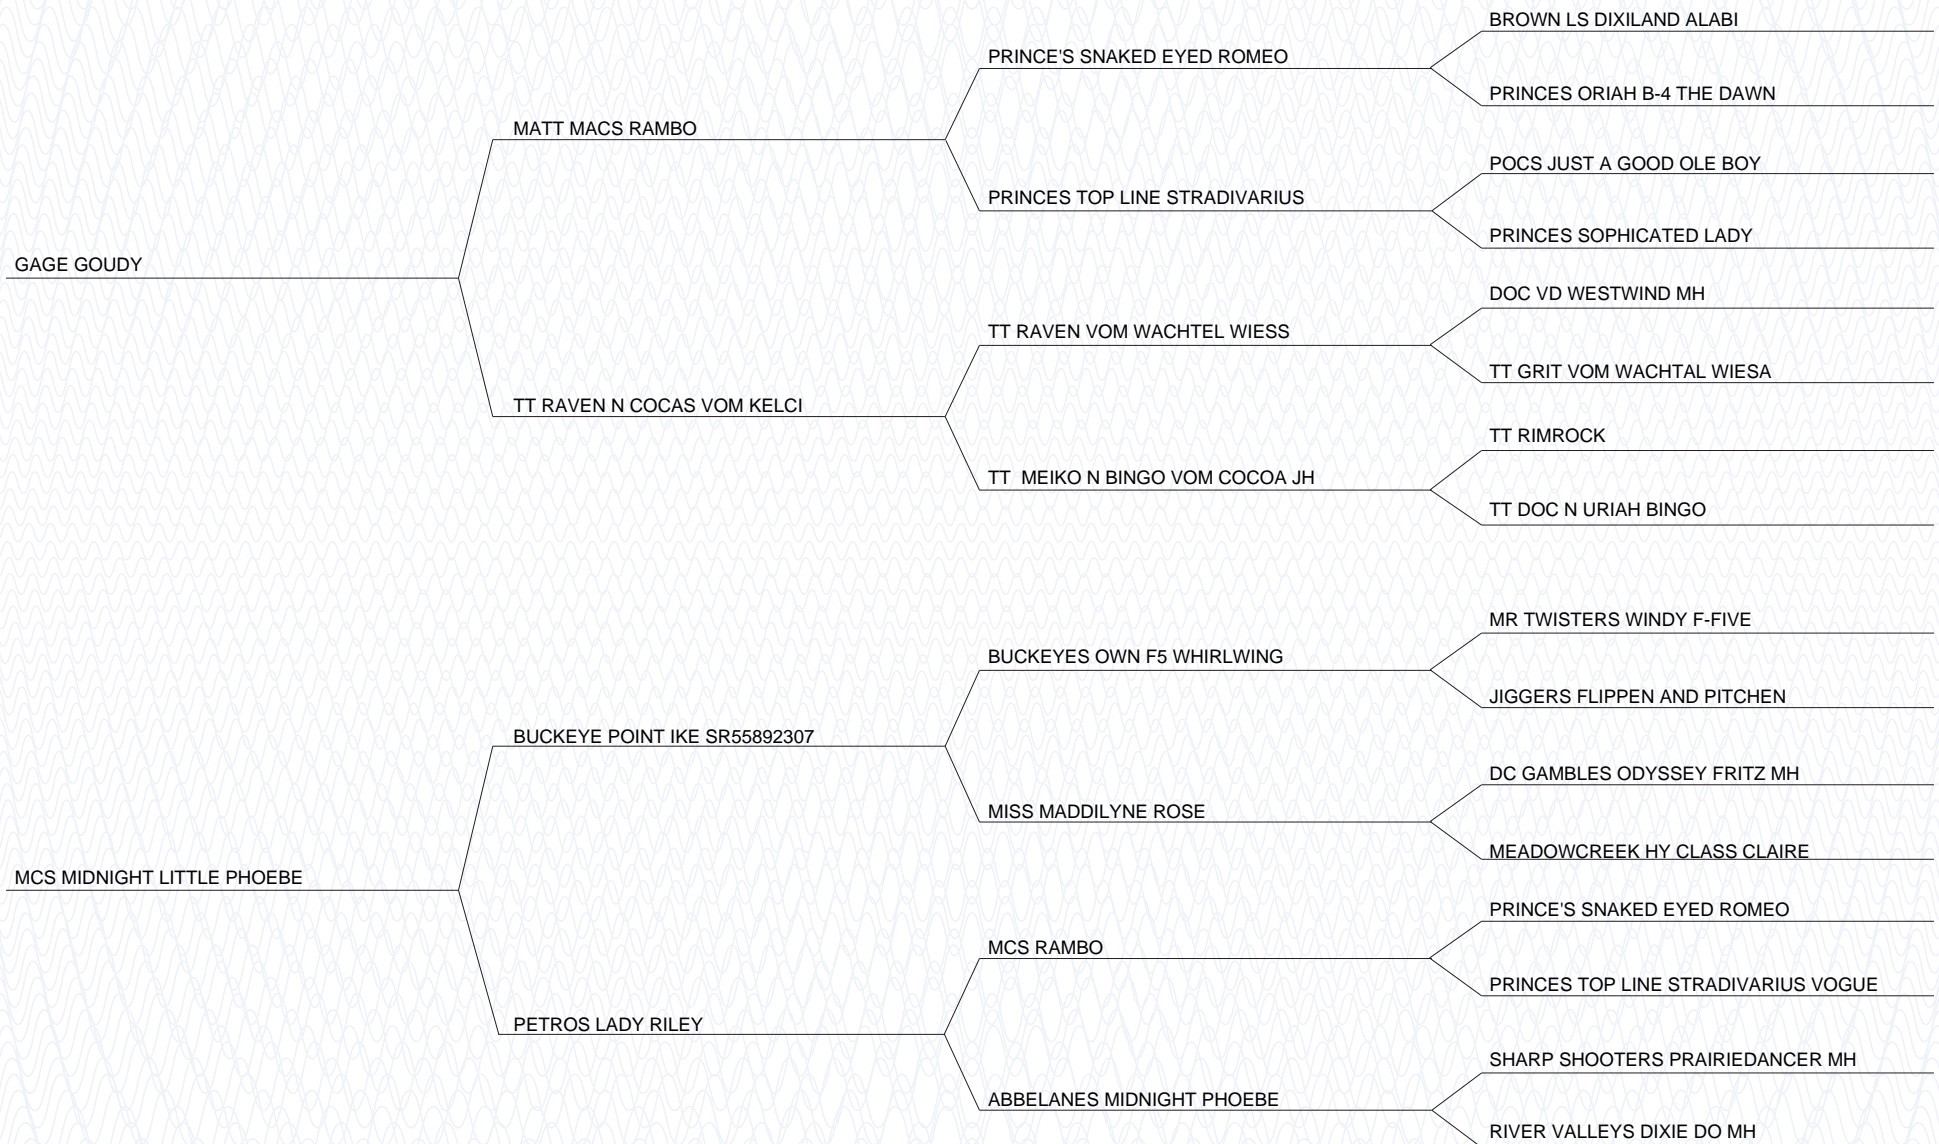 BROWN LS DIXILAND ALABI
PRINCE'S SNAKED EYED ROMEO
PRINCES ORIAH B-4 THE DAWN
MATT MACS RAMBO
POCS JUST A GOOD OLE BOY
PRINCES TOP LINE STRADIVARIUS
PRINCES SOPHICATED LADY
GAGE GOUDY
DOC VD WESTWIND MH
TT RAVEN VOM WACHTEL WIESS
TT GRIT VOM WACHTAL WIESA
TT RAVEN N COCAS VOM KELCI
TT RIMROCK
TT  MEIKO N BINGO VOM COCOA JH
TT DOC N URIAH BINGO
MR TWISTERS WINDY F-FIVE
BUCKEYES OWN F5 WHIRLWING
JIGGERS FLIPPEN AND PITCHEN
BUCKEYE POINT IKE SR55892307
DC GAMBLES ODYSSEY FRITZ MH
MISS MADDILYNE ROSE
MEADOWCREEK HY CLASS CLAIRE
MCS MIDNIGHT LITTLE PHOEBE
PRINCE'S SNAKED EYED ROMEO
MCS RAMBO
PRINCES TOP LINE STRADIVARIUS VOGUE
PETROS LADY RILEY
SHARP SHOOTERS PRAIRIEDANCER MH
ABBELANES MIDNIGHT PHOEBE
RIVER VALLEYS DIXIE DO MH